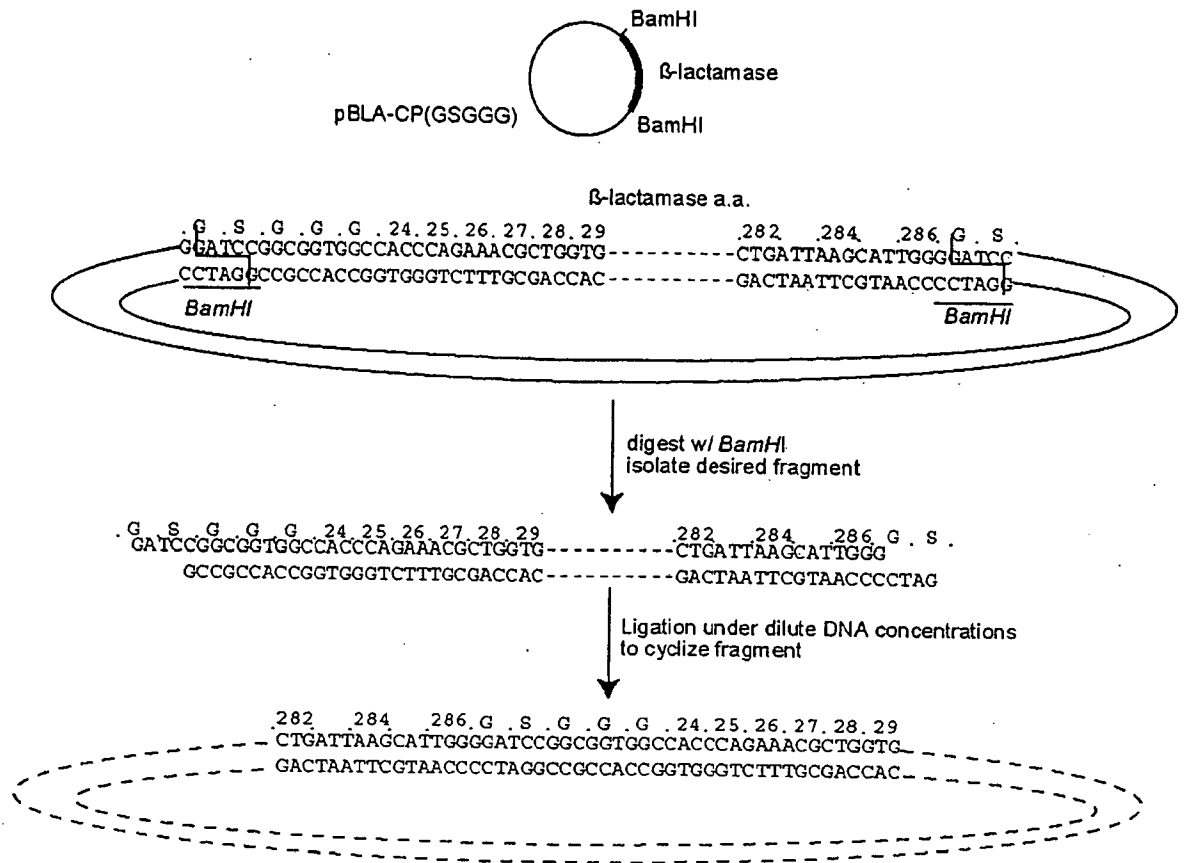 BamHI
ß-lactamase
pBLA-CP(GSGGG)
BamHI
ß-lactamase a.a.
.G .S .G .G .G .24.25.26.27.28.29 .282 .284 .286.G .S.
GGATCCGGCGGTGGCCACCCAGAAACGCTGGTG----------CTGATTAAGCATTGGGGATCC
CCTAGGCCGCCACCGGTGGGTCTTTGCGACCAC GACTAATTCGTAACCCCTAGG
BamHI BamHI
digest w/ BamHI
isolate desired fragment
.G .S .G .G .G .24.25.26.27.28.29 .282 .284 .286.G .S.
GATCCGGCGGTGGCCACCCAGAAACGCTGGTG----------CTGATTAAGCATTGGG
GCCGCCACCGGTGGGTCTTTGCGACCAC----------GACTAATTCGTAACCCCTAG
Ligation under dilute DNA concentrations
to cyclize fragment
.282 .284 .286.G .S .G .G .G .24.25.26.27.28.29
CTGATTAAGCATTGGGGATCCGGCGGTGGCCACCCAGAAACGCTGGTG
GACTAATTCGTAACCCCTAGGCCGCCACCGGTGGGTCTTTGCGACCAC